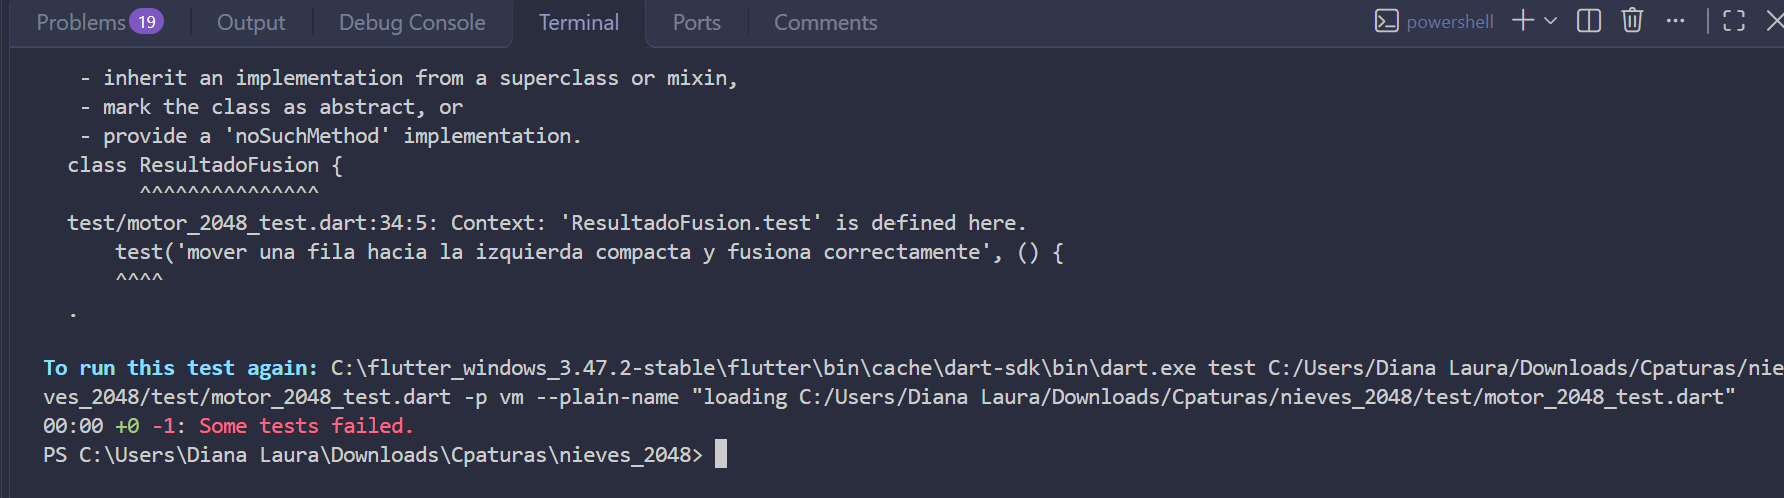 Problems 19 Output Debug Console Terminal Ports Comments powershell
- inherit an implementation from a superclass or mixin,
- mark the class as abstract, or
- provide a 'noSuchMethod' implementation.
class ResultadoFusion {
^^^^^^^^^^^^^^^
test/motor_2048_test.dart:34:5: Context: 'ResultadoFusion.test' is defined here.
test('mover una fila hacia la izquierda compacta y fusiona correctamente', () {
^^^^
.
To run this test again: C:\flutter_windows_3.47.2-stable\flutter\bin\cache\dart-sdk\bin\dart.exe test C:/Users/Diana Laura/Downloads/Cpaturas/nie
ves_2048/test/motor_2048_test.dart -p vm --plain-name "loading C:/Users/Diana Laura/Downloads/Cpaturas/nieves_2048/test/motor_2048_test.dart"
00:00 +0 -1: Some tests failed.
PS C:\Users\Diana Laura\Downloads\Cpaturas\nieves_2048>